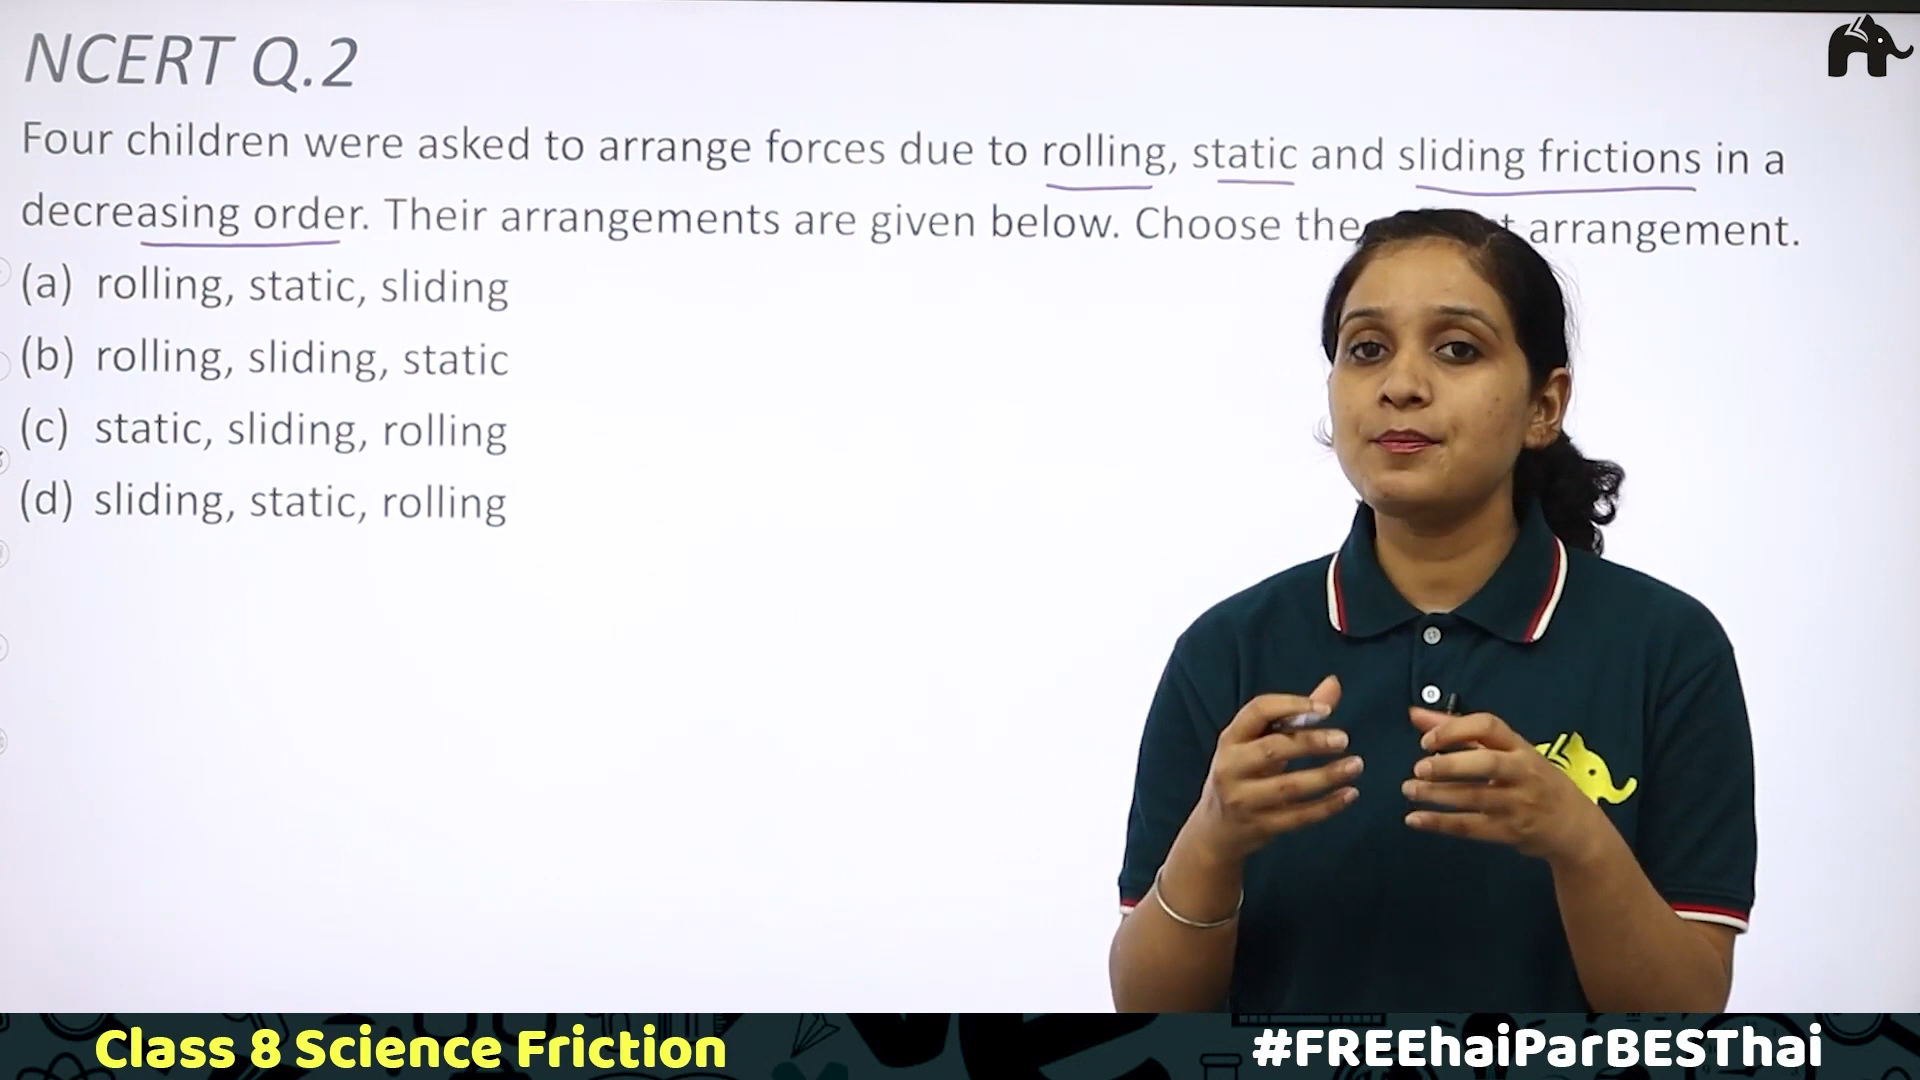 NCERT Q.2
Four children were asked to arrange forces due to rolling, static and sliding frictions in a
decreasing order. Their arrangements are given below. Choose the arrangement.
(a) rolling, static, sliding
(b) rolling, sliding, static
(c) static, sliding, rolling
(d) sliding, static, rolling
Class 8 Science Friction
#FREEhaiParBESThai